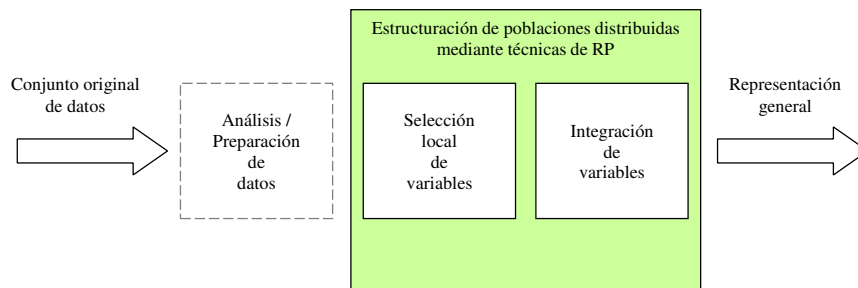 Conjunto original
de datos
Análisis /
Preparación
de
datos
Estructuración de poblaciones distribuidas
mediante técnicas de RP
Selección
local
de
variables
Integración
de
variables
Representación
general